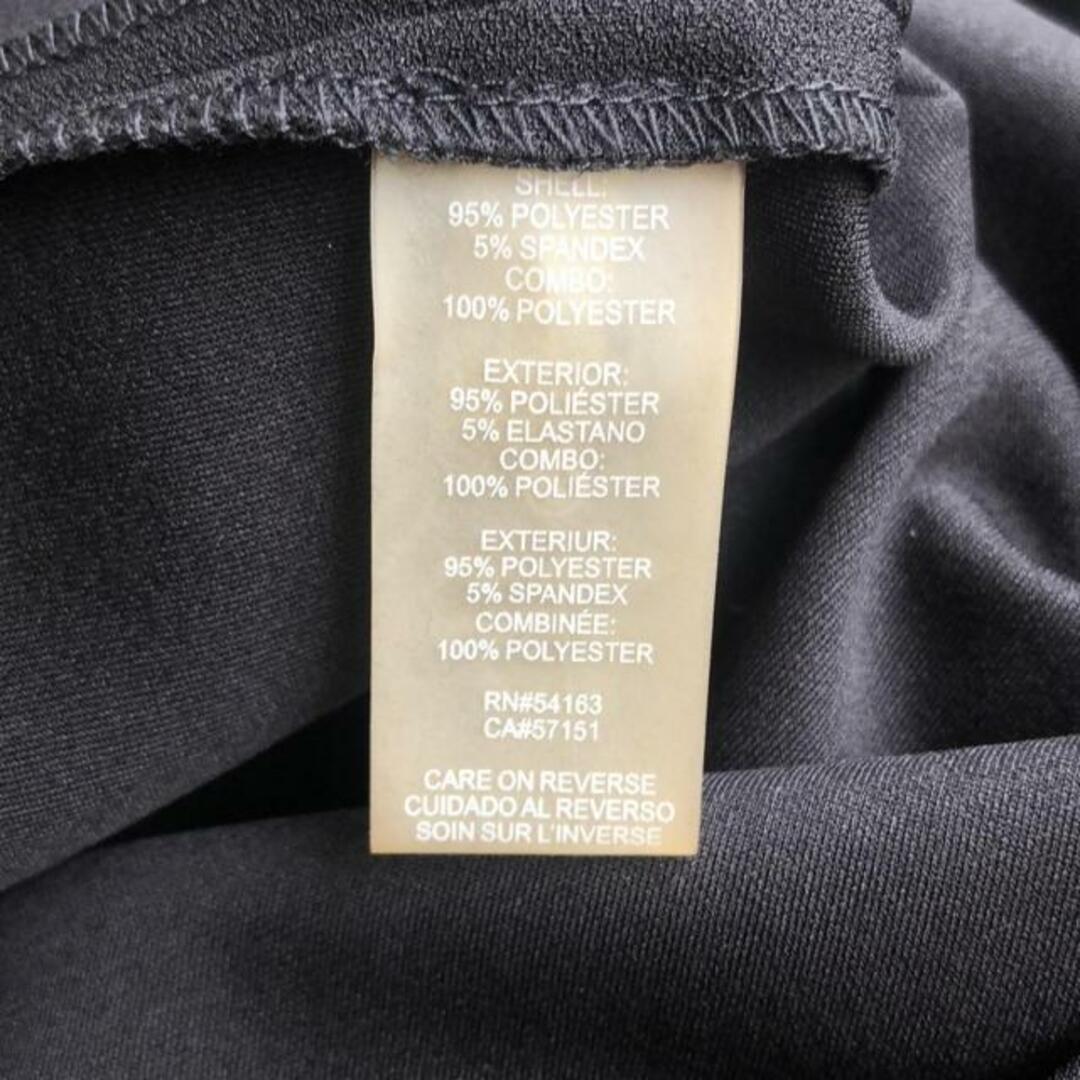 SHELL:
95% POLYESTER
5% SPANDEX
COMBO:
100% POLYESTER
EXTERIOR:
95% POLIÉSTER
5% ELASTANO
COMBO:
100% POLIÉSTER
EXTERIUR:
95% POLYESTER
5% SPANDEX
COMBINÉE:
100% POLYESTER
RN#54163
CA#57151
CARE ON REVERSE
CUIDADO AL REVERSO
SOIN SUR L'INVERSE